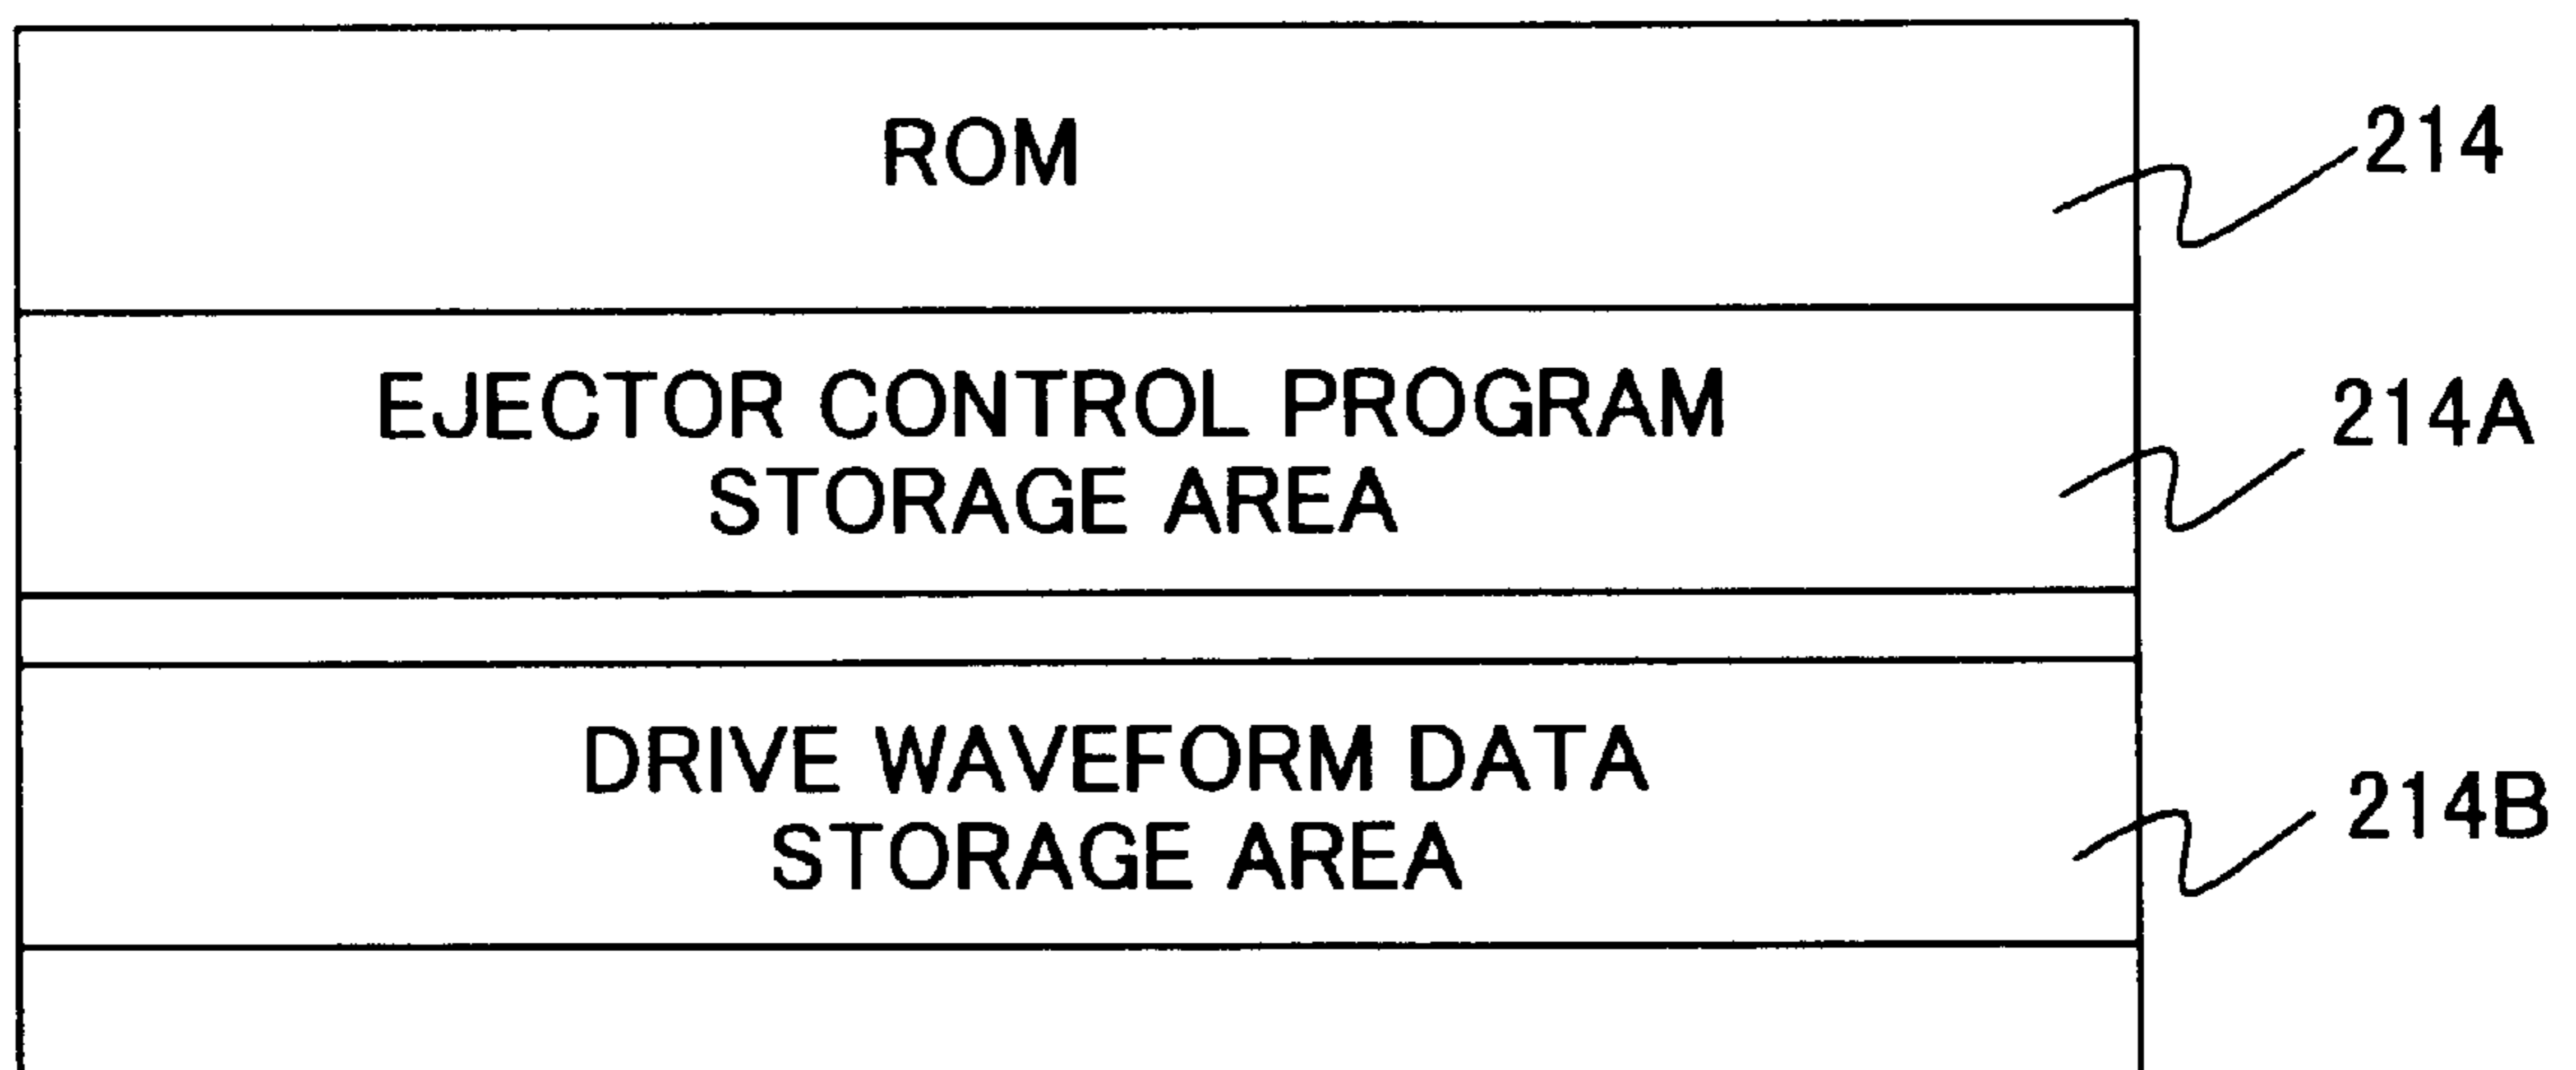 ROM
214
EJECTOR CONTROL PROGRAM
STORAGE AREA
214A
DRIVE WAVEFORM DATA
STORAGE AREA
214B